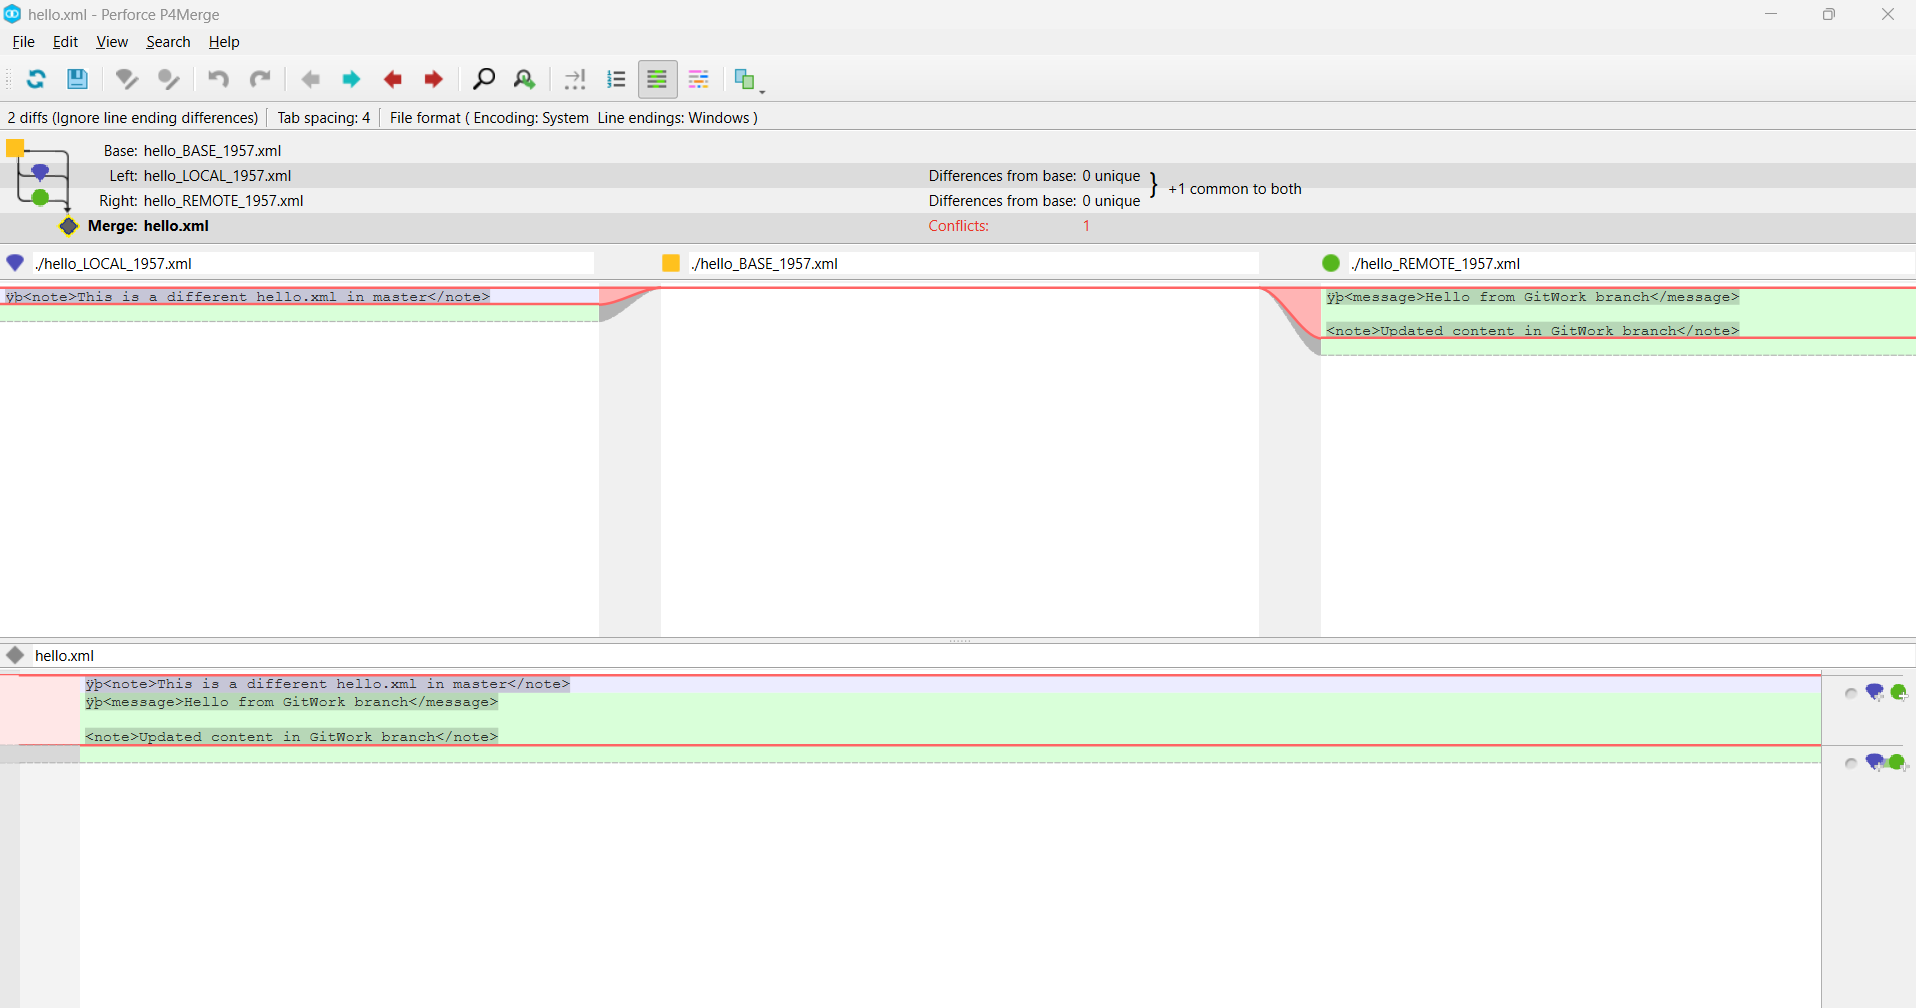 hello.xml - Perforce P4Merge
File Edit View Search Help
2 diffs (Ignore line ending differences) Tab spacing: 4 File format ( Encoding: System Line endings: Windows )
Base: hello_BASE_1957.xml
Left: hello_LOCAL_1957.xml Differences from base: 0 unique
} +1 common to both
Right: hello_REMOTE_1957.xml Differences from base: 0 unique
Merge: hello.xml Conflicts: 1
./hello_LOCAL_1957.xml ./hello_BASE_1957.xml ./hello_REMOTE_1957.xml
ÿþ<note>This is a different hello.xml in master</note>
ÿþ<message>Hello from GitWork branch</message>
<note>Updated content in GitWork branch</note>
hello.xml
ÿþ<note>This is a different hello.xml in master</note>
ÿþ<message>Hello from GitWork branch</message>
<note>Updated content in GitWork branch</note>